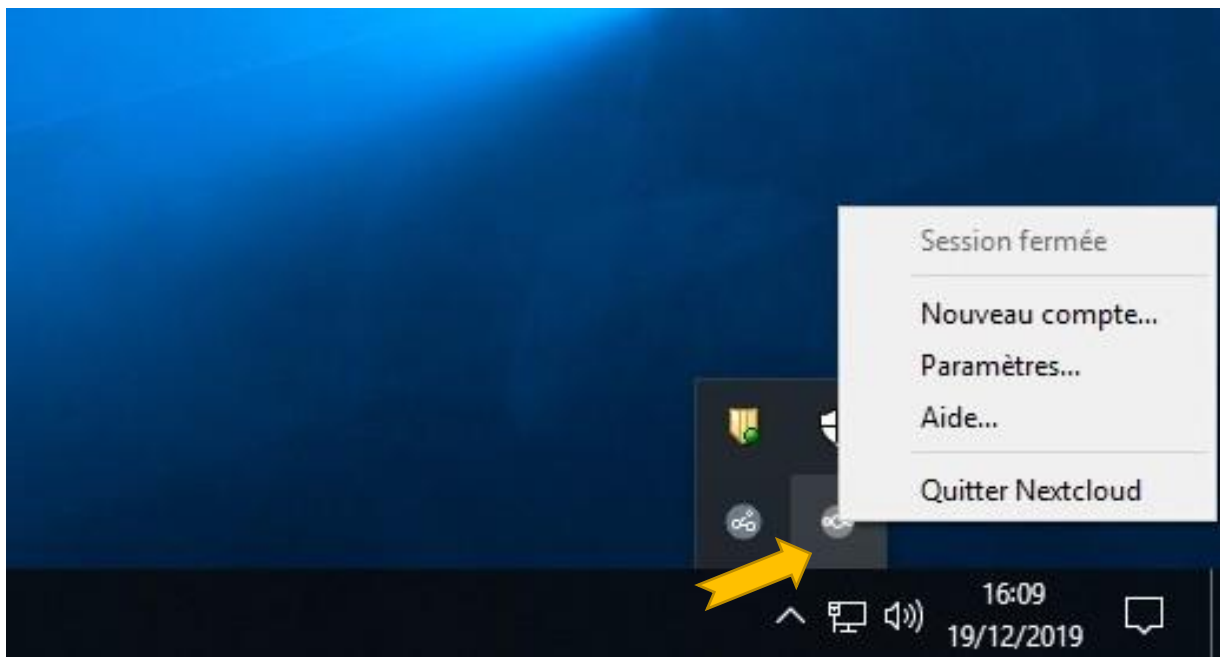 Session fermée
Nouveau compte...
Paramètres...
Aide...
Quitter Nextcloud
16:09
19/12/2019